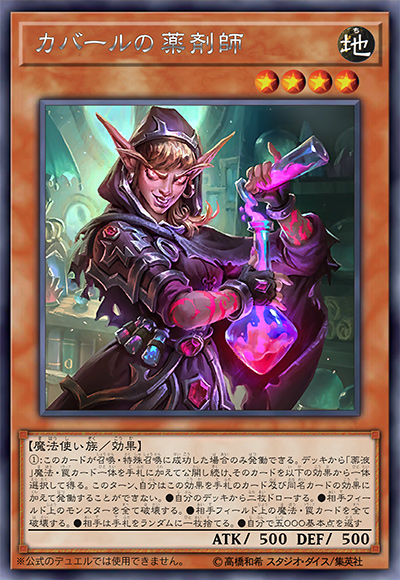 カバールの薬剤師
地
【魔法使い族／効果】
①:このカードが召喚・特殊召喚に成功した場合のみ発動できる。デッキから「薬液」
魔法・罠カード一体を手札に加えて公開し続け、そのカードを以下の効果から一体
選択して得る。このターン、自分はこの効果を手札のカード及び同名カードの効果に
加えて発動することができない。●自分のデッキから二枚ドローする。●相手フィー
ルド上のモンスターを全て破壊する。●相手フィールド上の魔法・罠カードを全て
破壊する。●相手は手札をランダムに一枚捨てる。●自分で五〇〇〇基本点を返す
ATK/ 500 DEF/ 500
※公式のデュエルでは使用できません。 ©高橋和希 スタジオ・ダイス/集英社